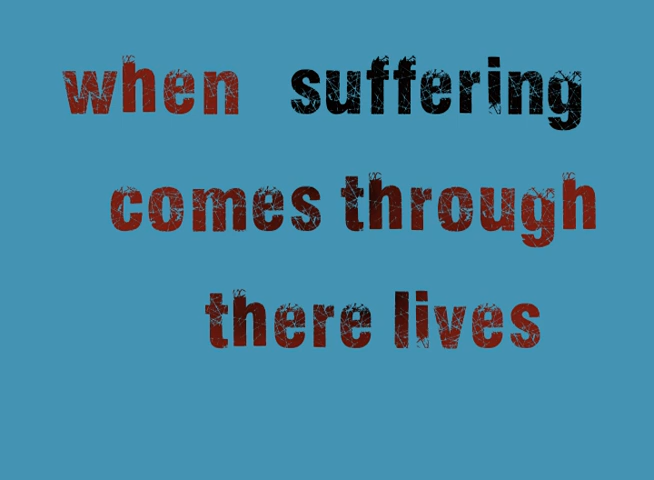 when suffering
comes through
there lives